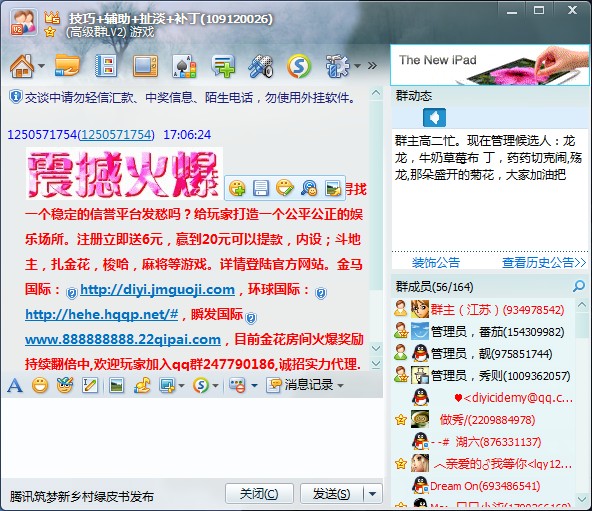 技巧+辅助+扯淡+补丁(109120026)
(高级群LV2) 游戏
The New iPad
交谈中请勿轻信汇款、中奖信息、陌生电话，勿使用外挂软件。
1250571754(1250571754) 17:06:24
震撼火爆
寻找
一个稳定的信誉平台发愁吗？给玩家打造一个公平公正的娱
乐场所。注册立即送6元，赢到20元可以提款，内设；斗地
主，扎金花，梭哈，麻将等游戏。详情登陆官方网站。金马
国际：http://diyi.jmguoji.com，环球国际：
http://hehe.hqqp.net/#，瞬发国际
www.888888888.22qipai.com，目前金花房间火爆奖励
持续翻倍中,欢迎玩家加入qq群247790186,诚招实力代理.
消息记录
腾讯筑梦新乡村绿皮书发布
关闭(C)
发送(S)
群动态
群主高二忙。现在管理候选人：龙
龙，牛奶草莓布 丁，药药切克闹,殇
龙,那朵盛开的菊花，大家加油把
装饰公告 查看历史公告>>
群成员(56/164)
群主（江苏）(934978542)
管理员，番茄(154309982)
管理员，靓(975851744)
管理员，秀则(1009362057)
♥<diyicidemy@qq.c...
做秀/(2209884978)
--# 湖六(876331137)
︿亲爱的♂我等你<lqy12...
Dream On(693486541)